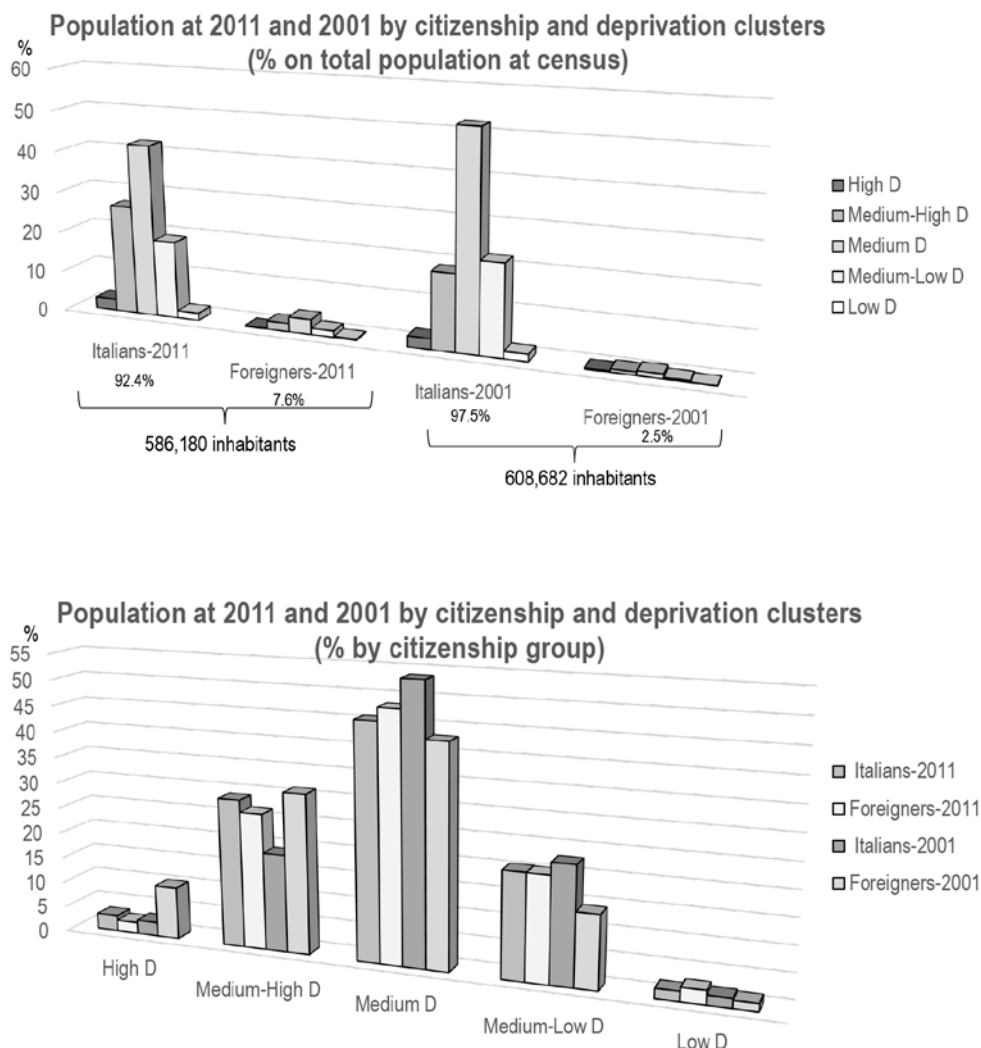 Population at 2011 and 2001 by citizenship and deprivation clusters
(% on total population at census)
%
60
50
40
30
20
10
0
High D
Medium-High D
Medium D
Medium-Low D
Low D
Italians-2011
92.4%
Foreigners-2011
7.6%
Italians-2001
97.5%
Foreigners-2001
2.5%
586,180 inhabitants
608,682 inhabitants
Population at 2011 and 2001 by citizenship and deprivation clusters
(% by citizenship group)
%
55
50
45
40
35
30
25
20
15
10
5
0
Italians-2011
Foreigners-2011
Italians-2001
Foreigners-2001
High D
Medium-High D
Medium D
Medium-Low D
Low D